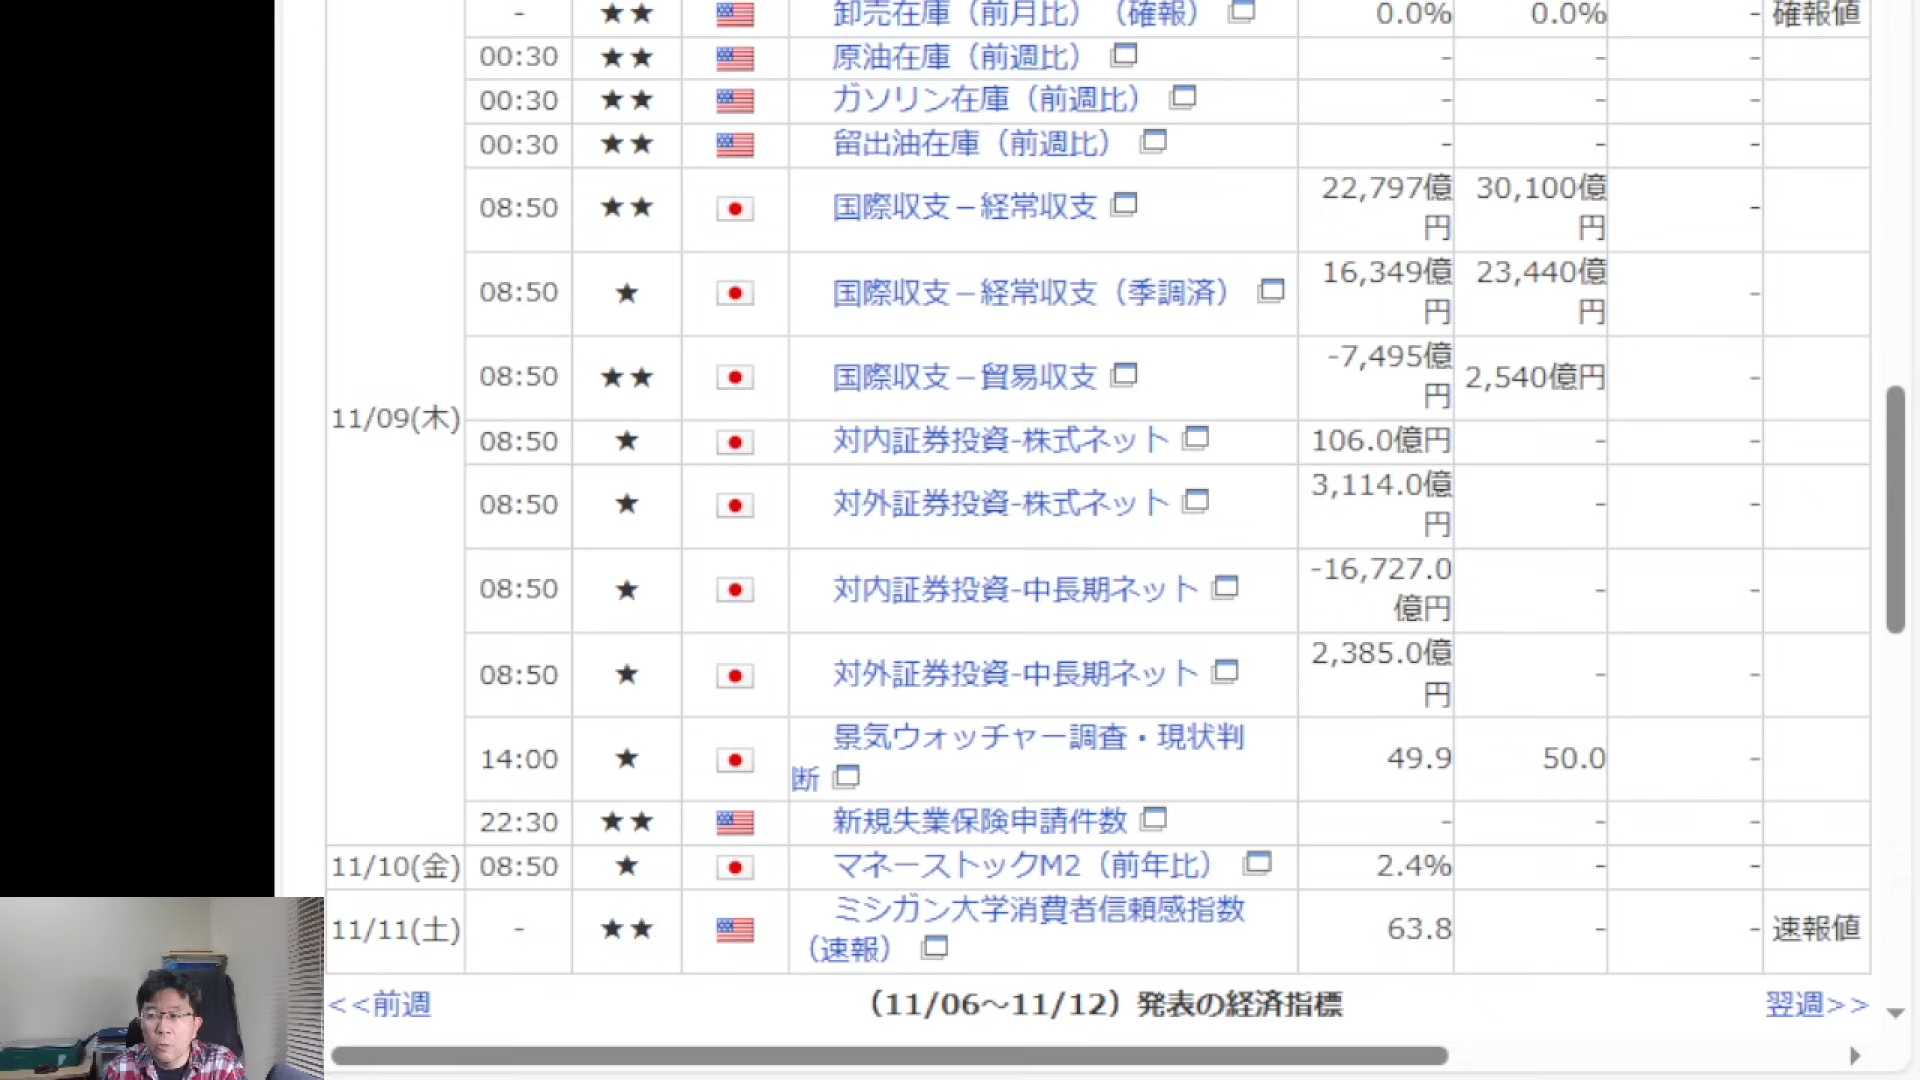 - ★★ 卸売在庫（前月比）（確報） 0.0% 0.0% - 確報値
00:30 ★★ 原油在庫（前週比） - - -
00:30 ★★ ガソリン在庫（前週比） - - -
00:30 ★★ 留出油在庫（前週比） - - -
08:50 ★★ 国際収支－経常収支 22,797億 30,100億 -
円 円
08:50 ★ 国際収支－経常収支（季調済） 16,349億 23,440億 -
円 円
08:50 ★★ 国際収支－貿易収支 -7,495億 2,540億円 -
円
11/09(木)
08:50 ★ 対内証券投資-株式ネット 106.0億円 - -
08:50 ★ 対外証券投資-株式ネット 3,114.0億 - -
円
08:50 ★ 対内証券投資-中長期ネット -16,727.0 - -
億円
08:50 ★ 対外証券投資-中長期ネット 2,385.0億 - -
円
14:00 ★ 景気ウォッチャー調査・現状判 49.9 50.0 -
断
22:30 ★★ 新規失業保険申請件数 - - -
11/10(金) 08:50 ★ マネーストックM2（前年比） 2.4% - -
11/11(土) - ★★ ミシガン大学消費者信頼感指数 63.8 - - 速報値
（速報）
<<前週 （11/06～11/12）発表の経済指標 翌週>>